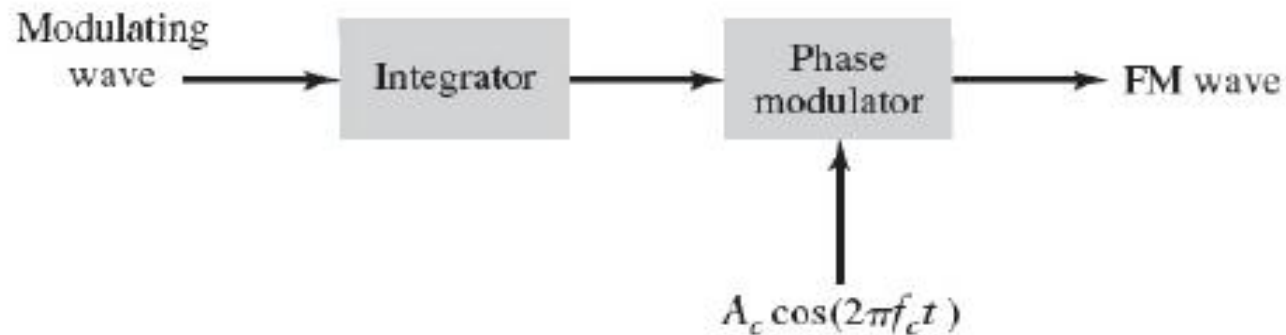 Modulating
wave
Integrator
Phase
modulator
FM wave
A_c cos(2πf_c t)